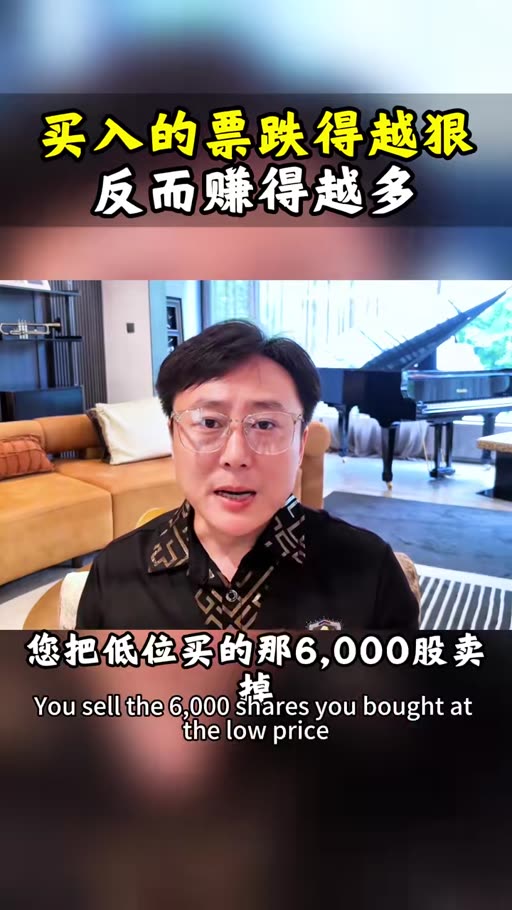 买入的票跌得越狠
反而赚得越多
您把低位买的那6,000股卖
掉
You sell the 6,000 shares you bought at
the low price